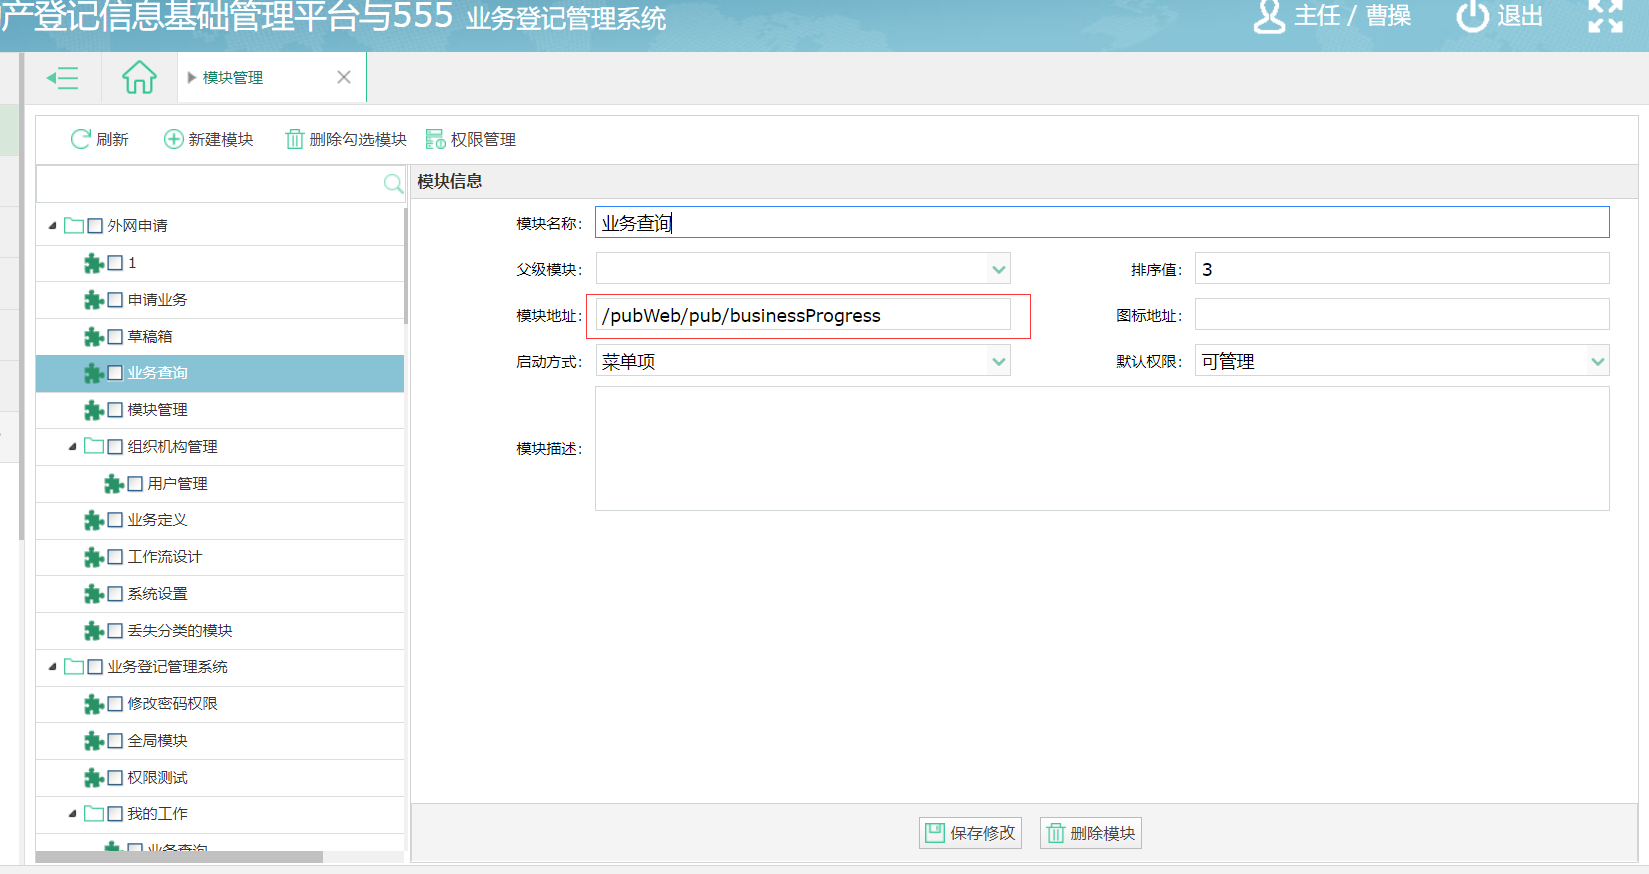 产登记信息基础管理平台与555 业务登记管理系统
主任 / 曹操
退出
模块管理
刷新
新建模块
删除勾选模块
权限管理
模块信息
外网申请
1
申请业务
草稿箱
业务查询
模块管理
组织机构管理
用户管理
业务定义
工作流设计
系统设置
丢失分类的模块
业务登记管理系统
修改密码权限
全局模块
权限测试
我的工作
业务查询
模块名称: 业务查询
父级模块:
排序值: 3
模块地址: /pubWeb/pub/businessProgress
图标地址:
启动方式: 菜单项
默认权限: 可管理
模块描述:
保存修改
删除模块